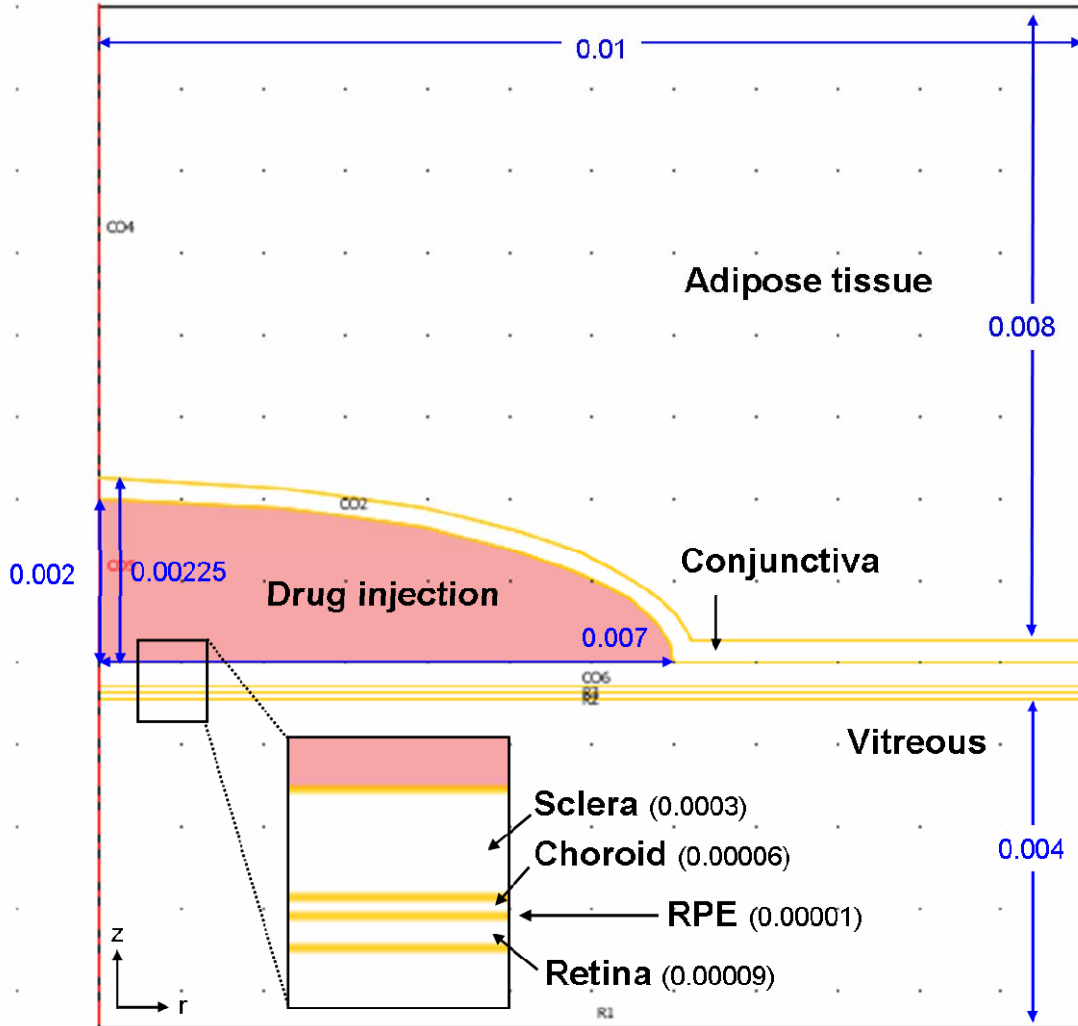 0.01
CO4
Adipose tissue
0.008
CO2
0.002
0.00225
Drug injection
Conjunctiva
0.007
CO6
R2
Vitreous
Sclera (0.0003)
Choroid (0.00006)
0.004
RPE (0.00001)
Retina (0.00009)
z
r
R1